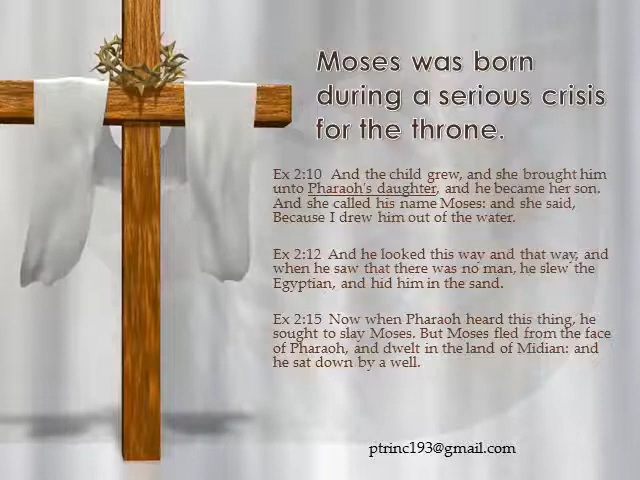 Moses was born
during a serious crisis
for the throne.
Ex 2:10 And the child grew, and she brought him
unto Pharaoh's daughter, and he became her son.
And she called his name Moses: and she said,
Because I drew him out of the water.
Ex 2:12 And he looked this way and that way, and
when he saw that there was no man, he slew the
Egyptian, and hid him in the sand.
Ex 2:15 Now when Pharaoh heard this thing, he
sought to slay Moses. But Moses fled from the face
of Pharaoh, and dwelt in the land of Midian: and
he sat down by a well.
ptrinc193@gmail.com